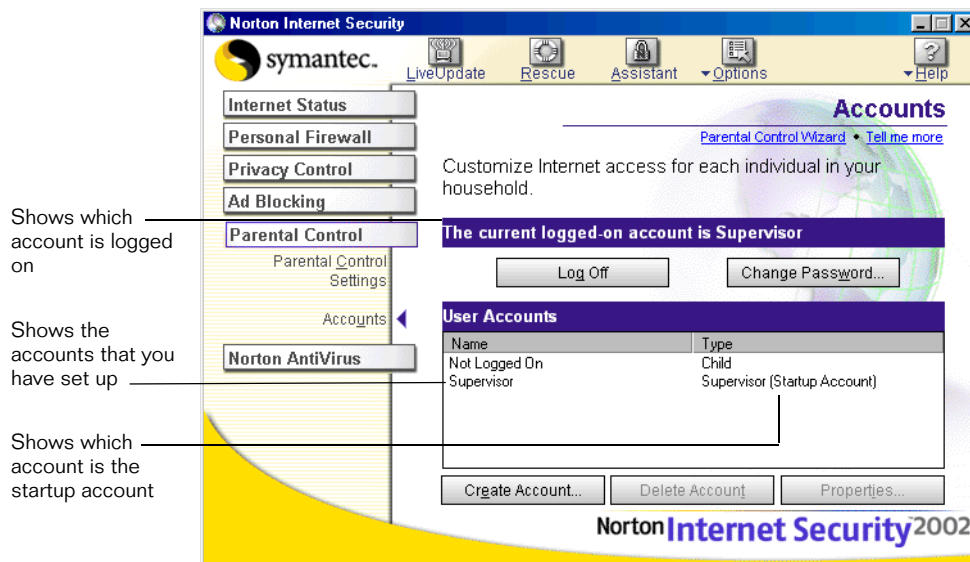 Norton Internet Security
symantec.
LiveUpdate
Rescue
Assistant
Options
Help
Internet Status
Personal Firewall
Privacy Control
Ad Blocking
Parental Control
Parental Control
Settings
Accounts
Norton AntiVirus
Accounts
Parental Control Wizard • Tell me more
Customize Internet access for each individual in your
household.
The current logged-on account is Supervisor
Log Off
Change Password...
User Accounts
Name Type
Not Logged On Child
Supervisor Supervisor (Startup Account)
Create Account...
Delete Account
Properties...
Norton Internet Security 2002
Shows which
account is logged
on
Shows the
accounts that you
have set up
Shows which
account is the
startup account